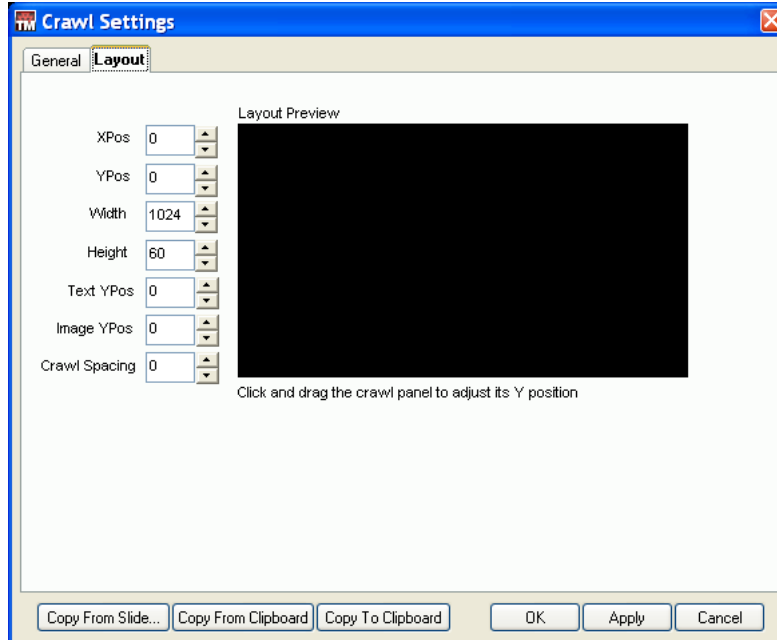 TM Crawl Settings
General Layout
Layout Preview
XPos 0
YPos 0
Width 1024
Height 60
Text YPos 0
Image YPos 0
Crawl Spacing 0
Click and drag the crawl panel to adjust its Y position
Copy From Slide... Copy From Clipboard Copy To Clipboard OK Apply Cancel